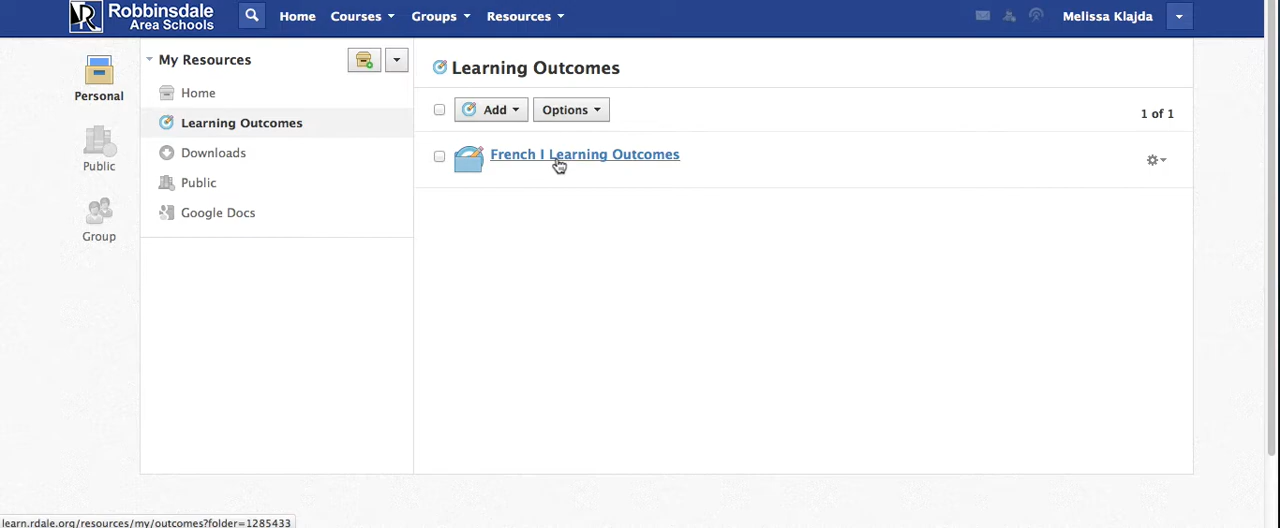 Robbinsdale
Area Schools
Home
Courses
Groups
Resources
Melissa Klajda
Personal
Public
Group
My Resources
Home
Learning Outcomes
Downloads
Public
Google Docs
Learning Outcomes
Add
Options
1 of 1
French I Learning Outcomes
learn.rdale.org/resources/my/outcomes?folder=1285433